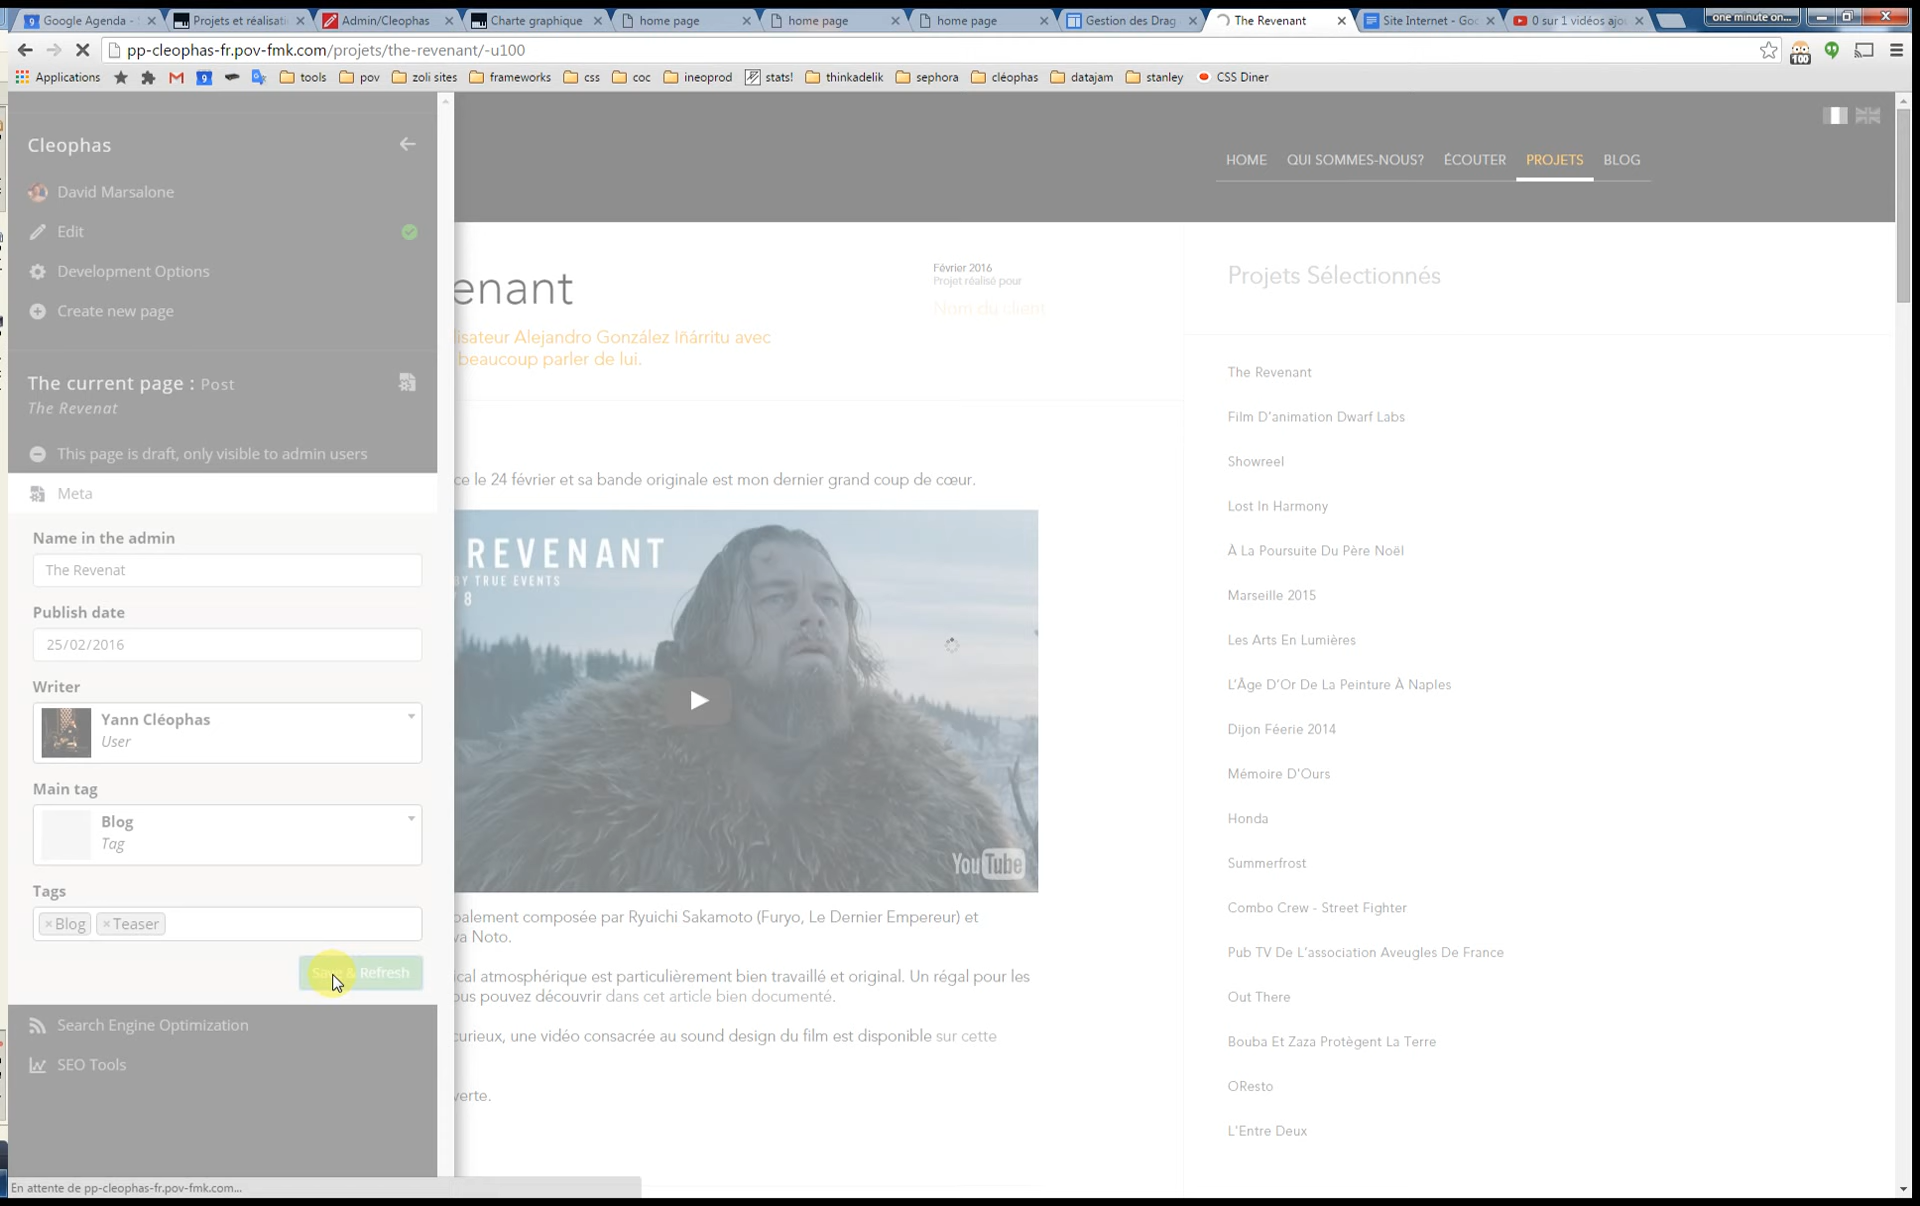 Google Agenda -
Projets et réalisati
Admin/Cleophas
Charte graphique
home page
home page
home page
Gestion des Drag
The Revenant
Site Internet - Goo
0 sur 1 vidéos ajou
one minute on...
pp-cleophas-fr.pov-fmk.com/projets/the-revenant/-u100
100
Applications
9
tools
pov
zoli sites
frameworks
css
coc
ineoprod
stats!
thinkadelik
sephora
cléophas
datajam
stanley
CSS Diner
Cleophas
David Marsalone
Edit
Development Options
Create new page
The current page : Post
The Revenat
This page is draft, only visible to admin users
Meta
Name in the admin
The Revenat
Publish date
25/02/2016
Writer
Yann Cléophas
User
Main tag
Blog
Tag
Tags
× Blog × Teaser
Save & Refresh
Search Engine Optimization
SEO Tools
En attente de pp-cleophas-fr.pov-fmk.com...
HOME QUI SOMMES-NOUS? ÉCOUTER PROJETS BLOG
enant
Février 2016
Projet réalisé pour
Nom du client
lisateur Alejandro González Iñárritu avec
beaucoup parler de lui.
ce le 24 février et sa bande originale est mon dernier grand coup de cœur.
REVENANT
BY TRUE EVENTS
8
YouTube
palement composée par Ryuichi Sakamoto (Furyo, Le Dernier Empereur) et
va Noto.
ical atmosphérique est particulièrement bien travaillé et original. Un régal pour les
ous pouvez découvrir dans cet article bien documenté.
curieux, une vidéo consacrée au sound design du film est disponible sur cette
verte.
Projets Sélectionnés
The Revenant
Film D'animation Dwarf Labs
Showreel
Lost In Harmony
À La Poursuite Du Père Noël
Marseille 2015
Les Arts En Lumières
L'Âge D'Or De La Peinture À Naples
Dijon Féerie 2014
Mémoire D'Ours
Honda
Summerfrost
Combo Crew - Street Fighter
Pub TV De L'association Aveugles De France
Out There
Bouba Et Zaza Protègent La Terre
OResto
L'Entre Deux